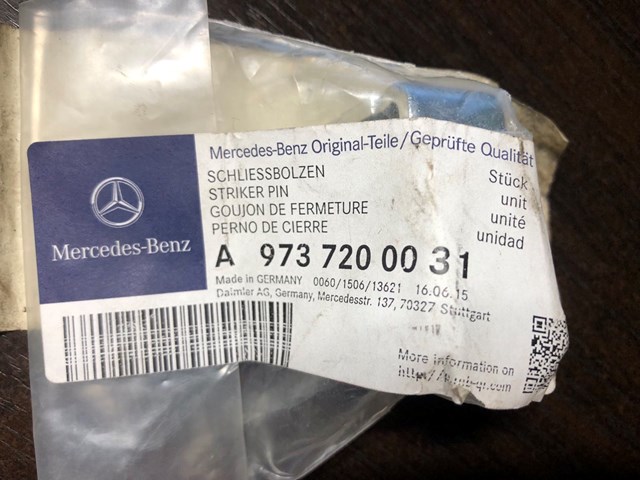 Mercedes-Benz Original-Teile/Geprüfte Qualität
SCHLIESSBOLZEN
STRIKER PIN
GOUJON DE FERMETURE
PERNO DE CIERRE
Stück
unit
unité
unidad
Mercedes-Benz
A 973 720 00 31
Made in GERMANY 0060/1506/13621 16.06.15
Daimler AG, Germany, Mercedesstr. 137, 70327 Stuttgart
More information on